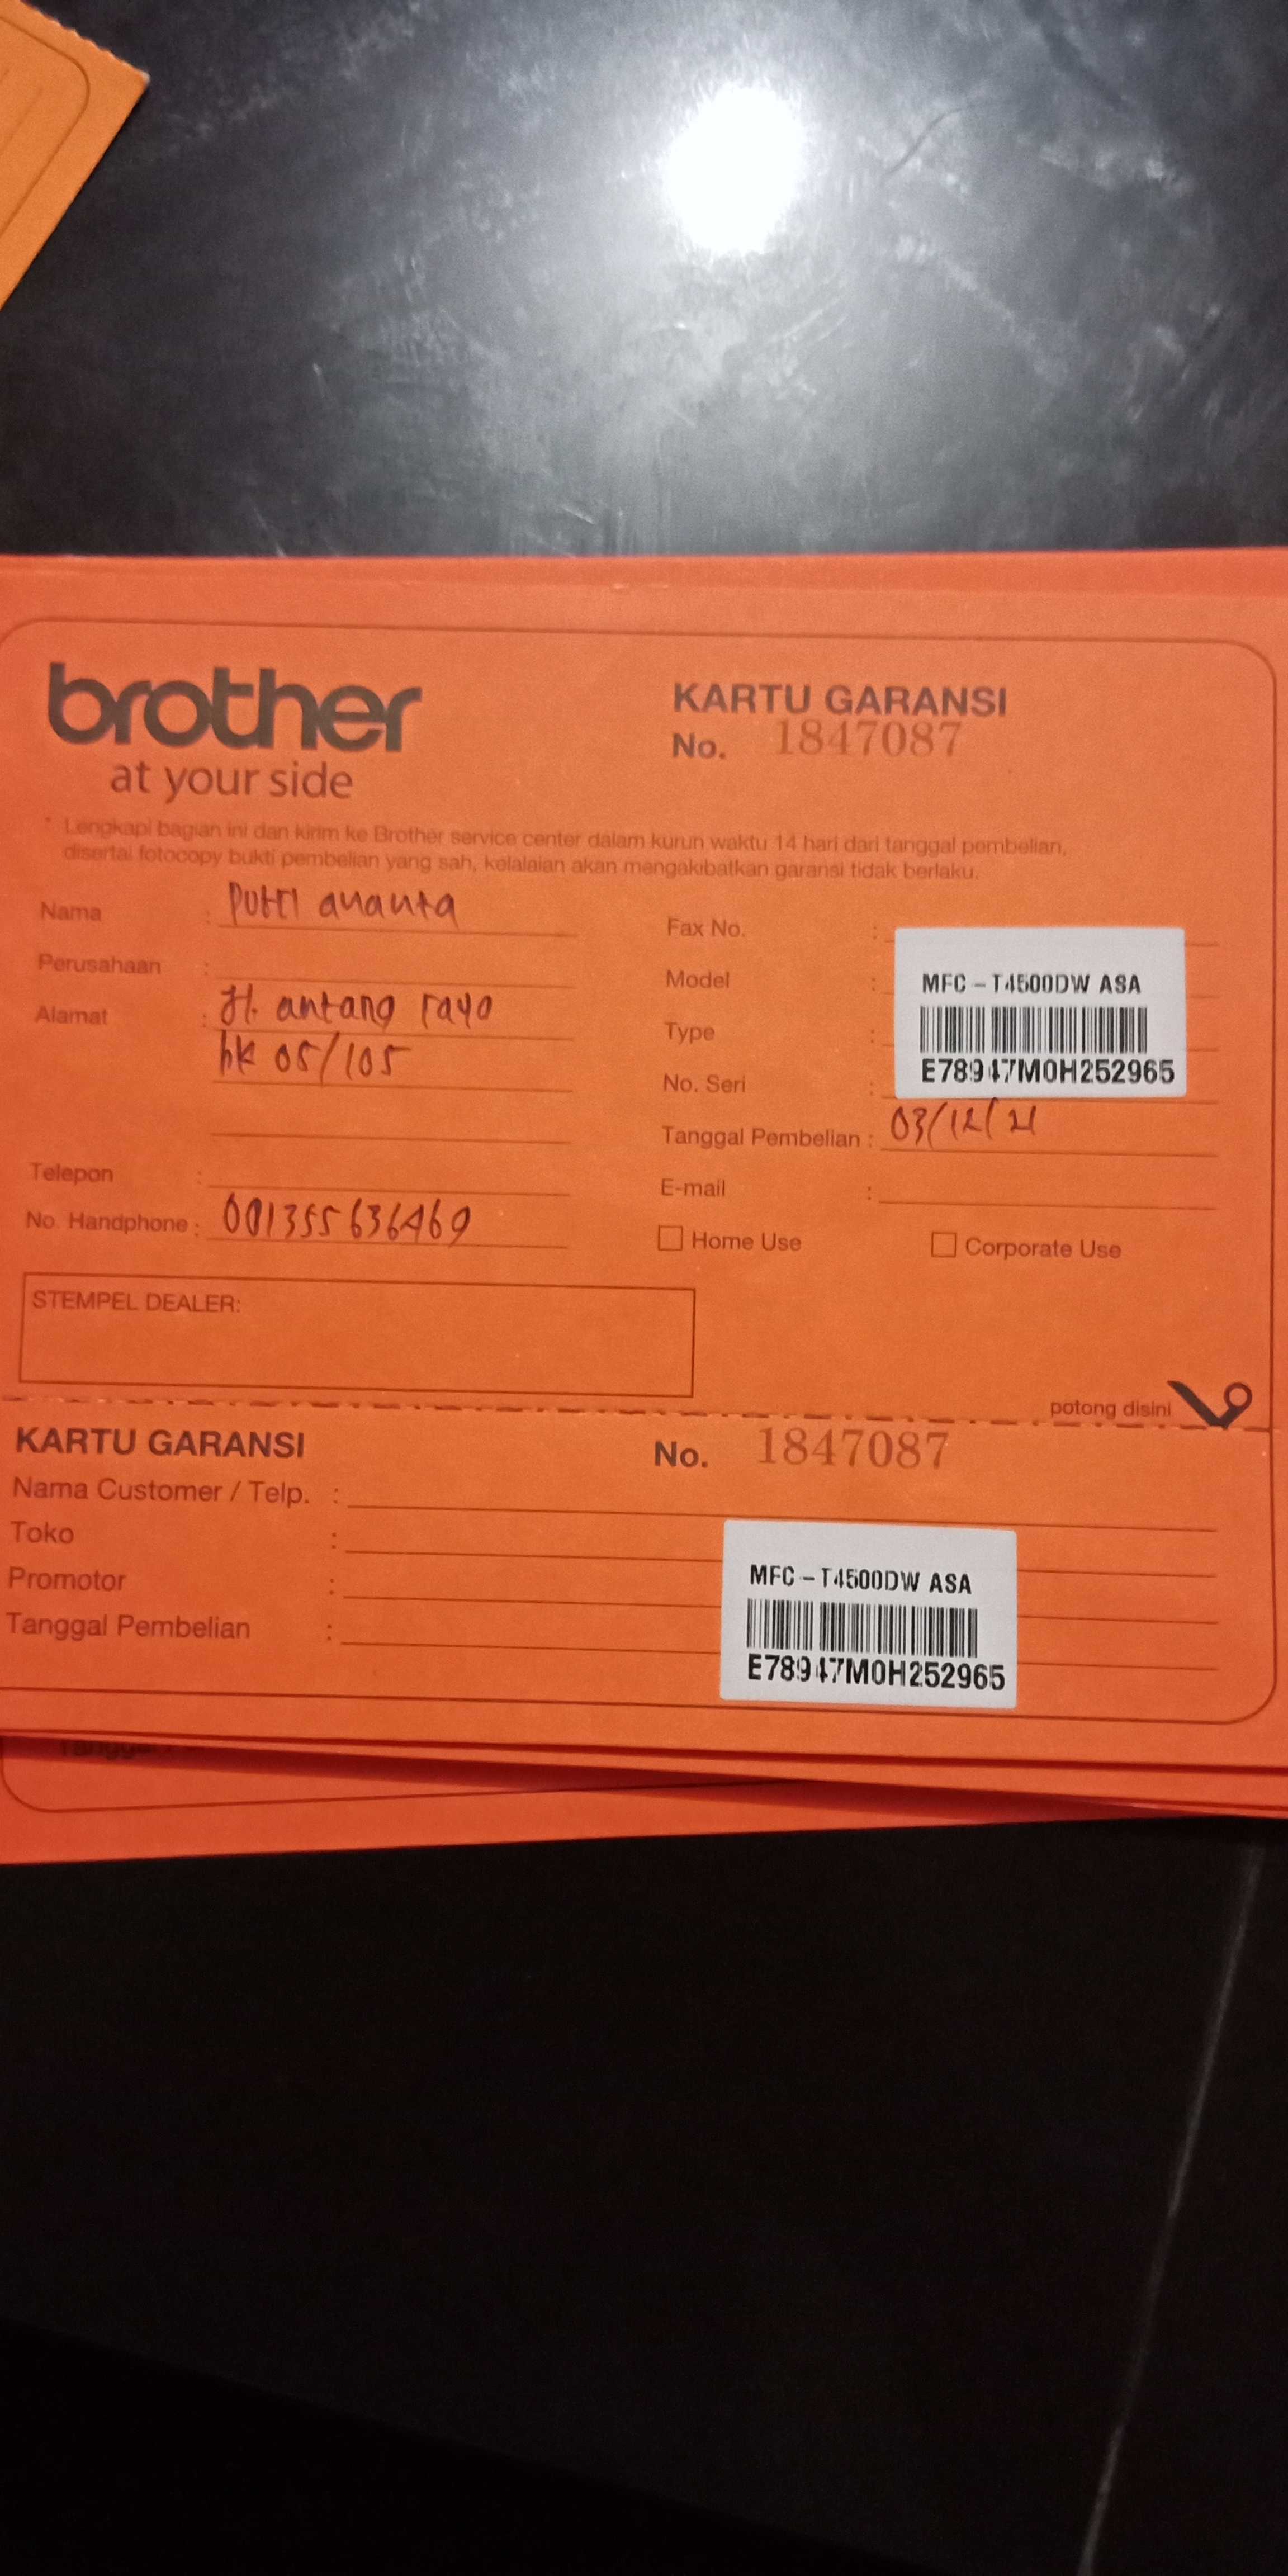 brother
at your side
KARTU GARANSI
No. 1847087
* Lengkapi bagian ini dan kirim ke Brother service center dalam kurun waktu 14 hari dari tanggal pembelian,
disertai fotocopy bukti pembelian yang sah, kelalaian akan mengakibatkan garansi tidak berlaku.
Nama : Putri ananta
Perusahaan :
Alamat : Jl. antang raya
bk 05/105
Telepon :
No. Handphone : 081355636469
Fax No. :
Model :
Type :
No. Seri :
MFC-T4500DW ASA
E78947M0H252965
Tanggal Pembelian : 03/12/21
E-mail :
Home Use
Corporate Use
STEMPEL DEALER:
potong disini
KARTU GARANSI
No. 1847087
Nama Customer / Telp. :
Toko :
Promotor :
Tanggal Pembelian :
MFC-T4500DW ASA
E78947M0H252965